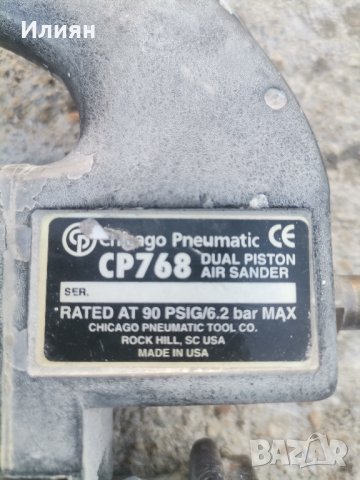 Илиян
CP Chicago Pneumatic CE
CP768 DUAL PISTON
AIR SANDER
SER.
RATED AT 90 PSIG/6.2 bar MAX
CHICAGO PNEUMATIC TOOL CO.
ROCK HILL, SC USA
MADE IN USA
BAZAR